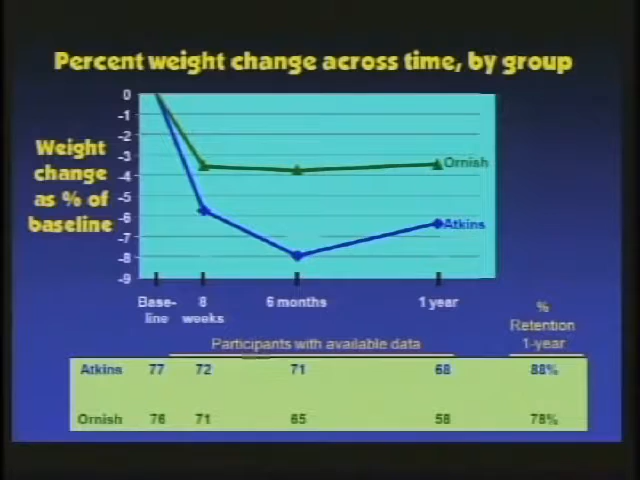 Percent weight change across time, by group
Weight
change
as % of
baseline
0
-1
-2
-3
-4
-5
-6
-7
-8
-9
Ornish
Atkins
Base-
line
8
weeks
6 months
1 year
%
Retention
1-year
Participants with available data
Atkins 77 72 71 68 88%
Ornish 76 71 65 58 78%